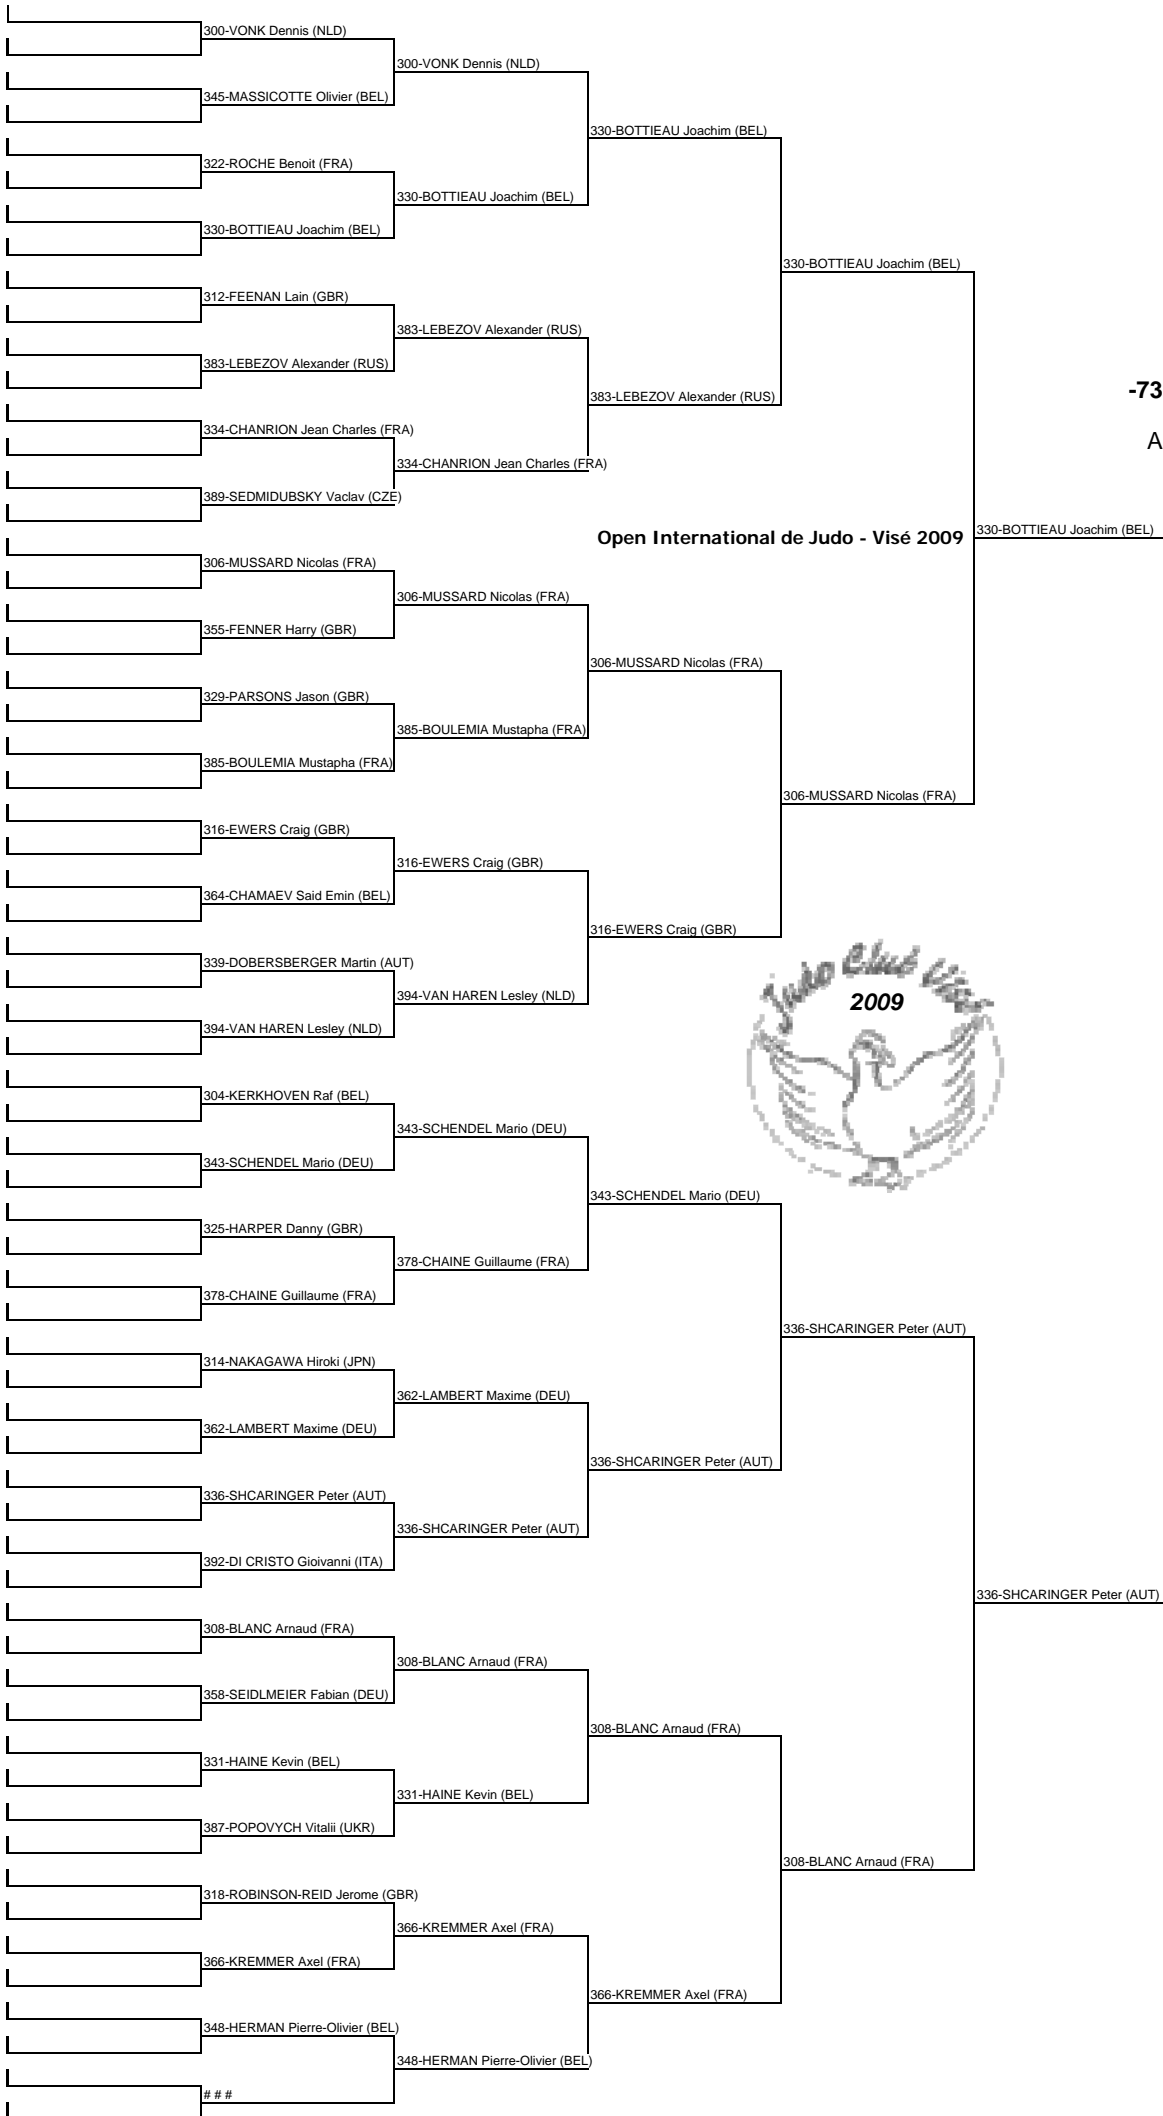 300-VONK Dennis (NLD)
300-VONK Dennis (NLD)
345-MASSICOTTE Olivier (BEL)
330-BOTTIEAU Joachim (BEL)
322-ROCHE Benoit (FRA)
330-BOTTIEAU Joachim (BEL)
330-BOTTIEAU Joachim (BEL)
330-BOTTIEAU Joachim (BEL)
312-FEENAN Lain (GBR)
383-LEBEZOV Alexander (RUS)
383-LEBEZOV Alexander (RUS)
-73
383-LEBEZOV Alexander (RUS)
334-CHANRION Jean Charles (FRA)
A
334-CHANRION Jean Charles (FRA)
389-SEDMIDUBSKY Vaclav (CZE)
330-BOTTIEAU Joachim (BEL)
Open International de Judo - Visé 2009
306-MUSSARD Nicolas (FRA)
306-MUSSARD Nicolas (FRA)
355-FENNER Harry (GBR)
306-MUSSARD Nicolas (FRA)
329-PARSONS Jason (GBR)
385-BOULEMIA Mustapha (FRA)
385-BOULEMIA Mustapha (FRA)
306-MUSSARD Nicolas (FRA)
316-EWERS Craig (GBR)
316-EWERS Craig (GBR)
364-CHAMAEV Said Emin (BEL)
316-EWERS Craig (GBR)
Judo Club Visé
339-DOBERSBERGER Martin (AUT)
394-VAN HAREN Lesley (NLD)
2009
394-VAN HAREN Lesley (NLD)
304-KERKHOVEN Raf (BEL)
343-SCHENDEL Mario (DEU)
343-SCHENDEL Mario (DEU)
343-SCHENDEL Mario (DEU)
325-HARPER Danny (GBR)
378-CHAINE Guillaume (FRA)
378-CHAINE Guillaume (FRA)
336-SHCARINGER Peter (AUT)
314-NAKAGAWA Hiroki (JPN)
362-LAMBERT Maxime (DEU)
362-LAMBERT Maxime (DEU)
336-SHCARINGER Peter (AUT)
336-SHCARINGER Peter (AUT)
336-SHCARINGER Peter (AUT)
392-DI CRISTO Gioivanni (ITA)
336-SHCARINGER Peter (AUT)
308-BLANC Arnaud (FRA)
308-BLANC Arnaud (FRA)
358-SEIDLMEIER Fabian (DEU)
308-BLANC Arnaud (FRA)
331-HAINE Kevin (BEL)
331-HAINE Kevin (BEL)
387-POPOVYCH Vitalii (UKR)
308-BLANC Arnaud (FRA)
318-ROBINSON-REID Jerome (GBR)
366-KREMMER Axel (FRA)
366-KREMMER Axel (FRA)
366-KREMMER Axel (FRA)
348-HERMAN Pierre-Olivier (BEL)
348-HERMAN Pierre-Olivier (BEL)
# # #